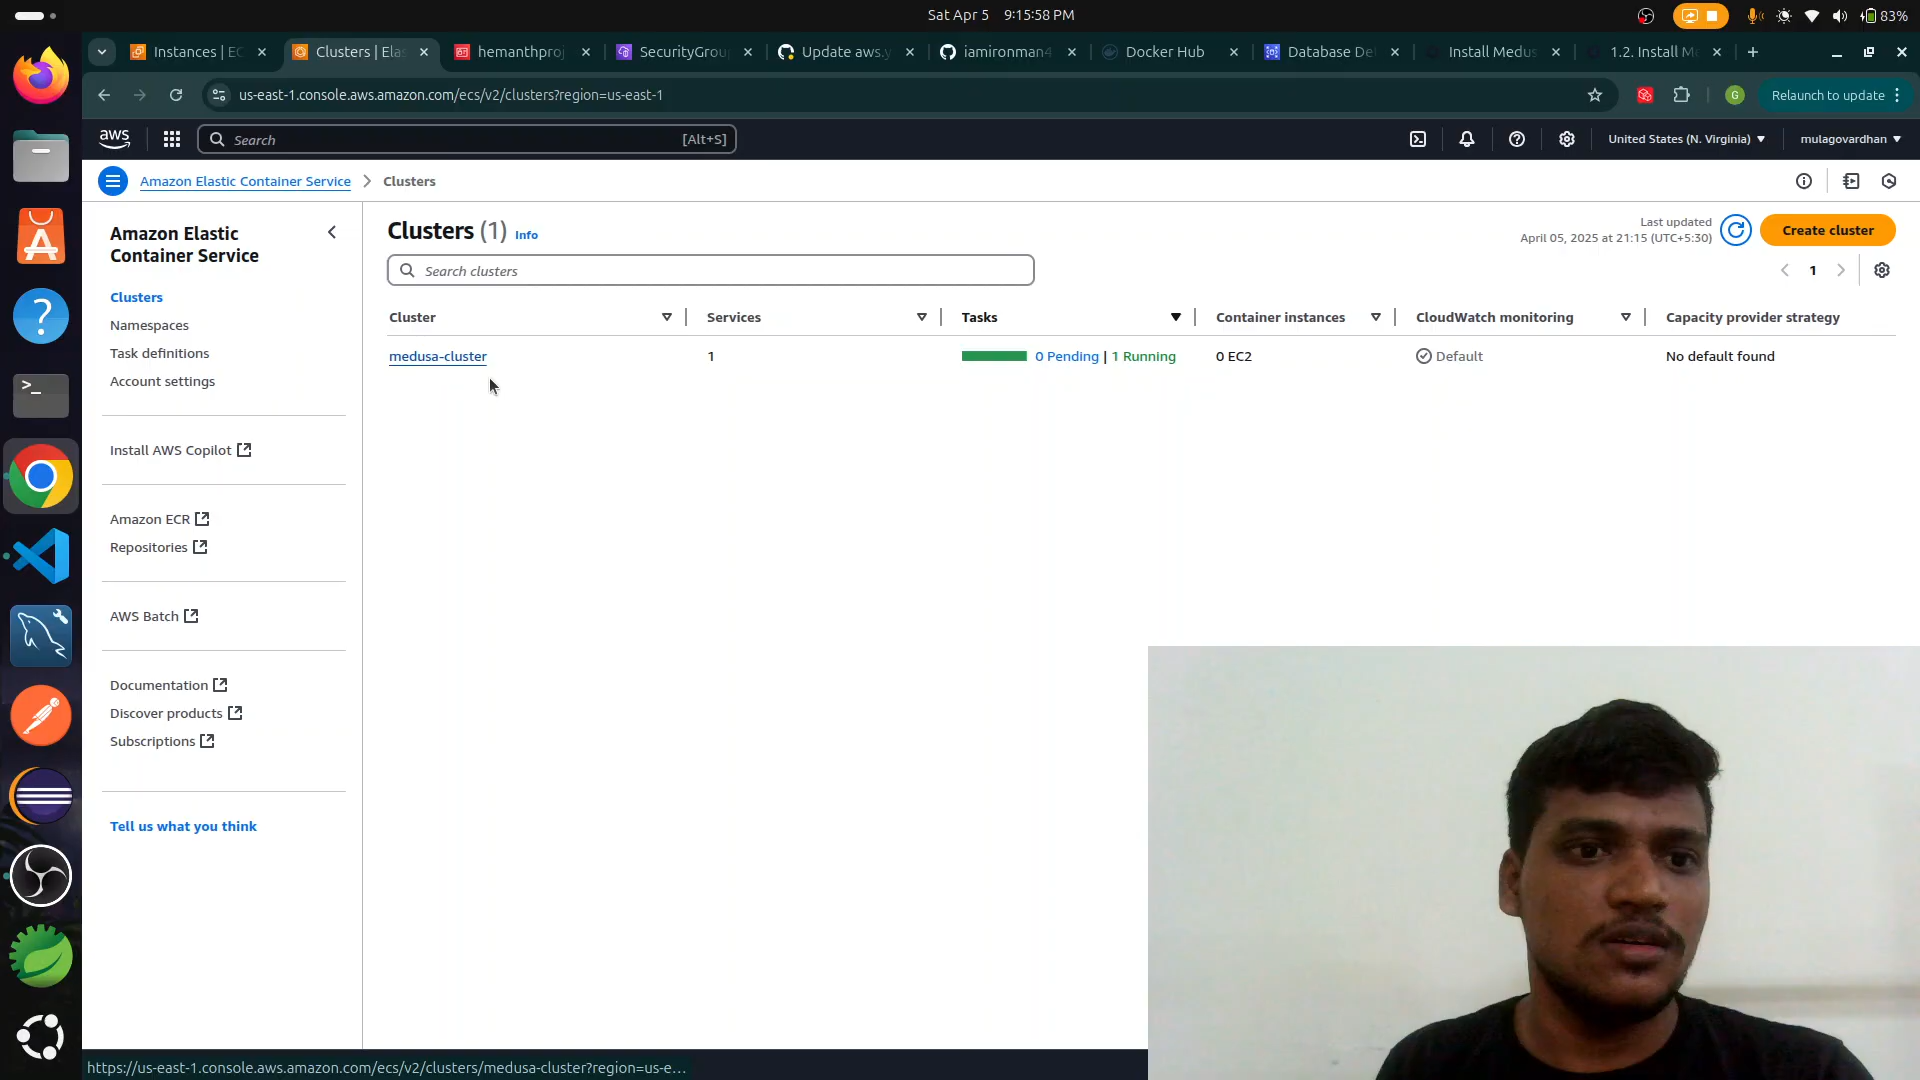 Sat Apr 5 9:15:58 PM
83%
Instances | EC
Clusters | Elas
hemanthproj
SecurityGrou
Update aws.y
iamironman4
Docker Hub
Database De
Install Medus
1.2. Install Me
us-east-1.console.aws.amazon.com/ecs/v2/clusters?region=us-east-1
G
Relaunch to update
aws
Search
[Alt+S]
United States (N. Virginia)
mulagovardhan
Amazon Elastic Container Service
Clusters
Amazon Elastic
Container Service
Clusters
Namespaces
Task definitions
Account settings
Install AWS Copilot
Amazon ECR
Repositories
AWS Batch
Documentation
Discover products
Subscriptions
Tell us what you think
Clusters (1) Info
Last updated
April 05, 2025 at 21:15 (UTC+5:30)
Create cluster
Search clusters
1
Cluster Services Tasks Container instances CloudWatch monitoring Capacity provider strategy
medusa-cluster 1 0 Pending | 1 Running 0 EC2 Default No default found
https://us-east-1.console.aws.amazon.com/ecs/v2/clusters/medusa-cluster?region=us-e...